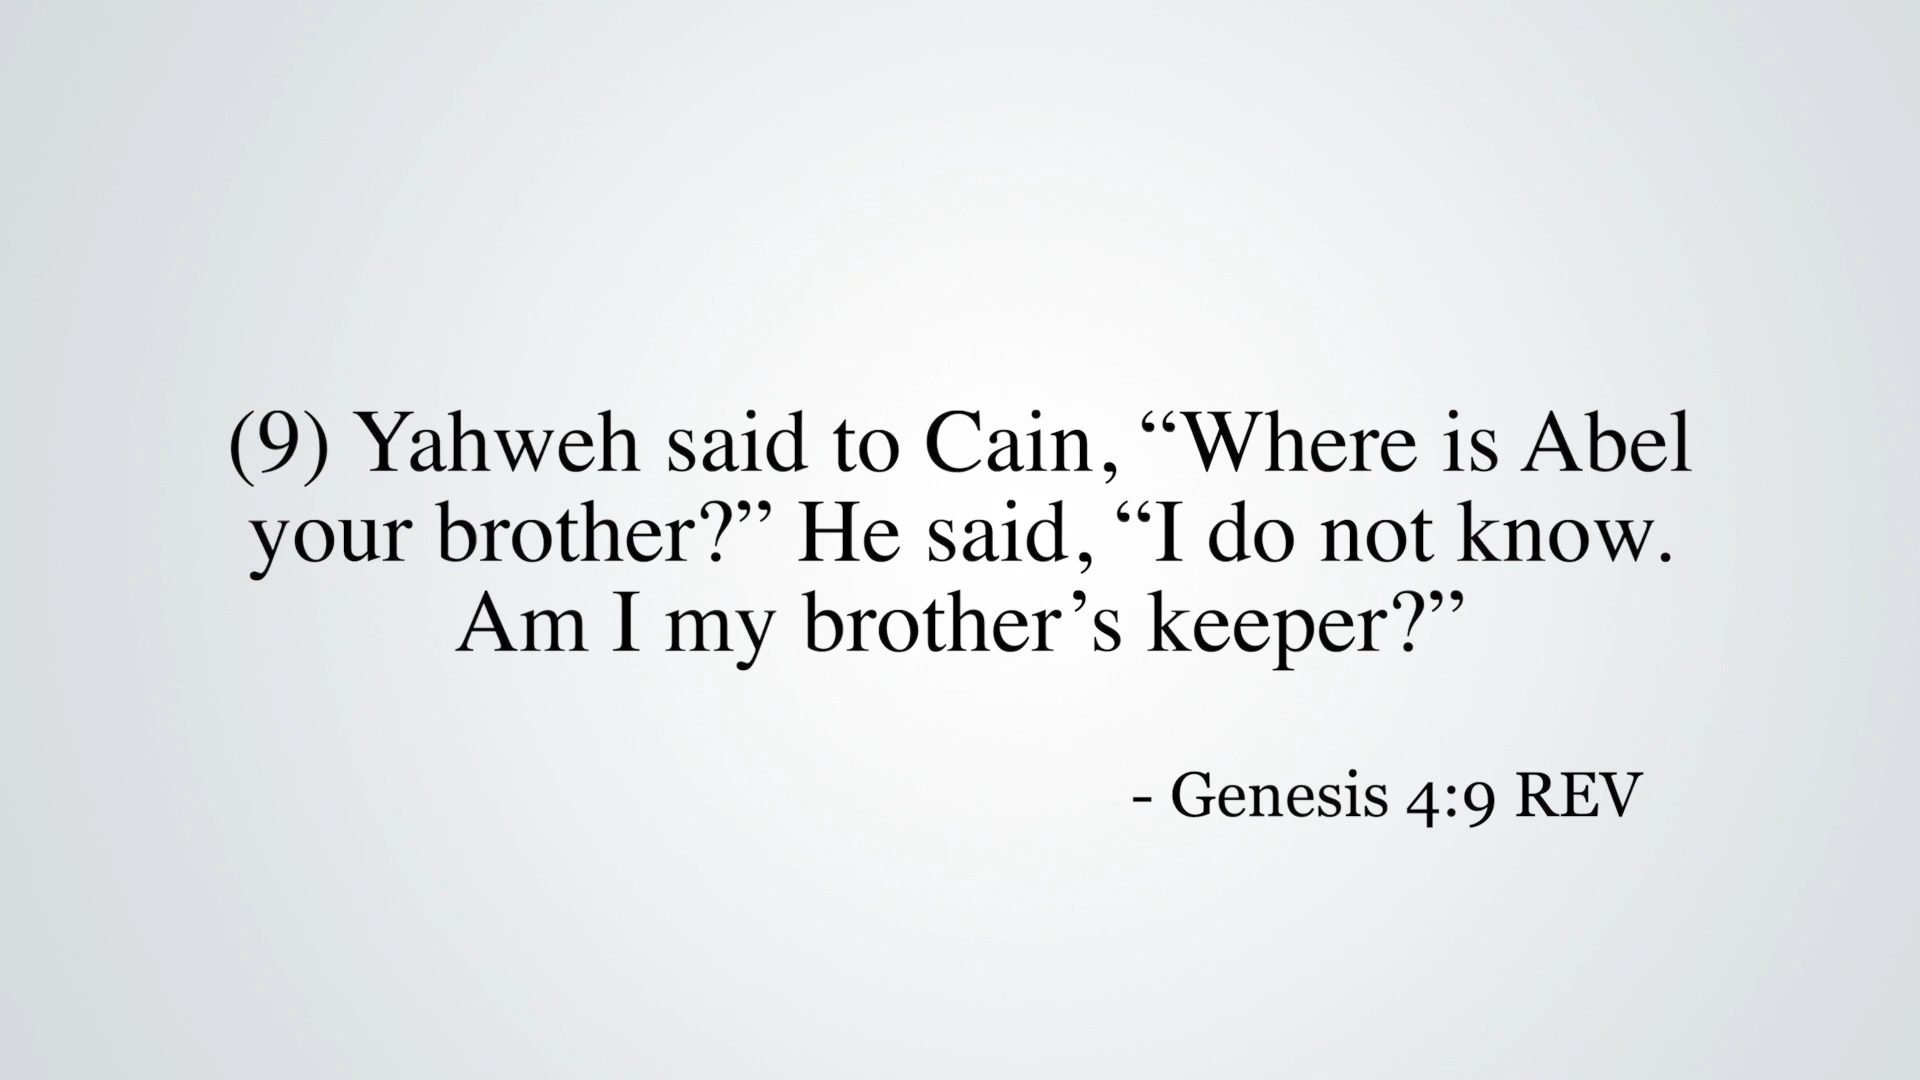 (9) Yahweh said to Cain, “Where is Abel
your brother?” He said, “I do not know.
Am I my brother’s keeper?”
- Genesis 4:9 REV